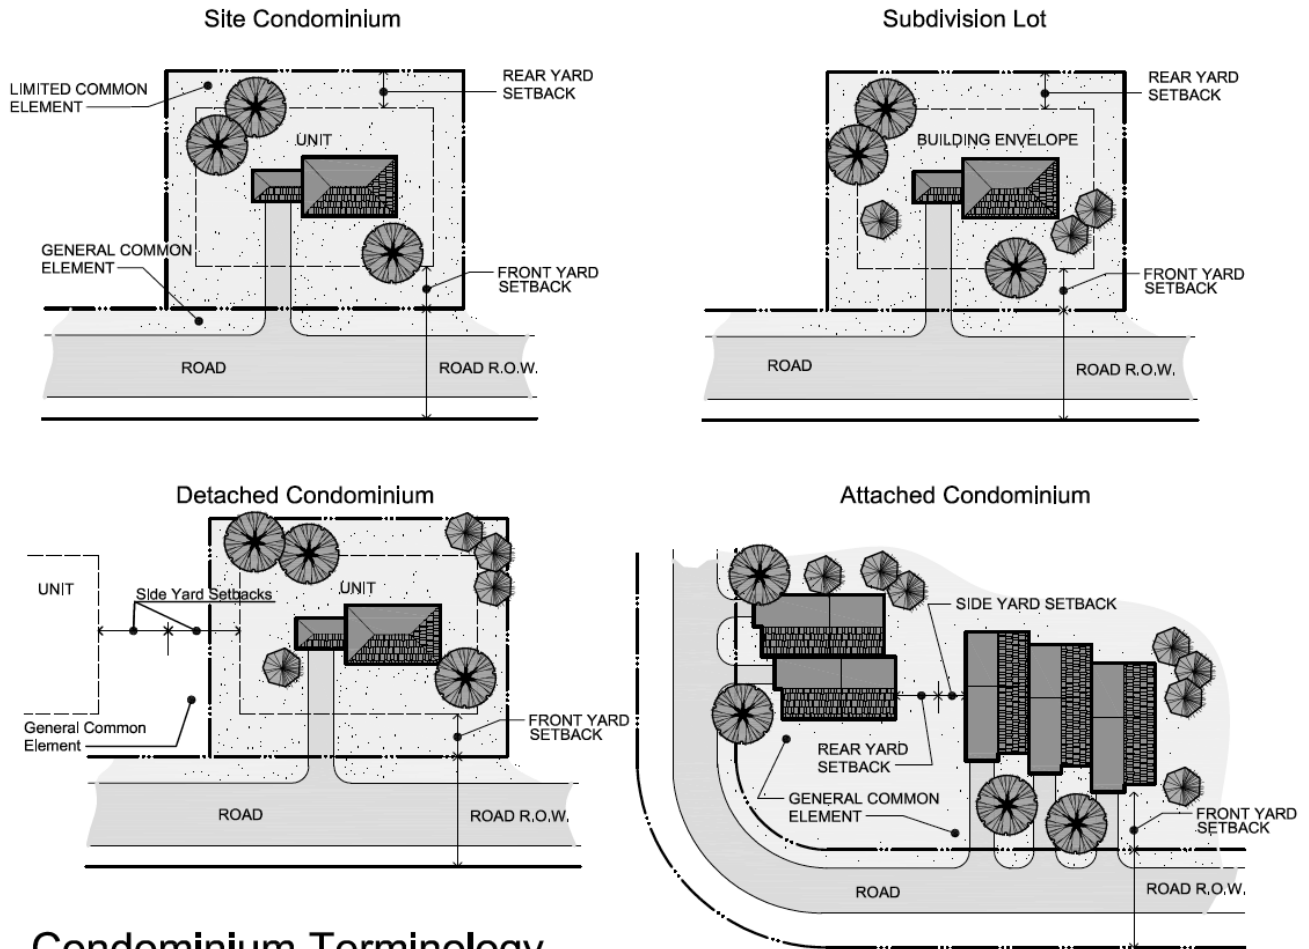 Site Condominium
LIMITED COMMON
ELEMENT
REAR YARD
SETBACK
UNIT
GENERAL COMMON
ELEMENT
FRONT YARD
SETBACK
ROAD
ROAD R.O.W.
Subdivision Lot
REAR YARD
SETBACK
BUILDING ENVELOPE
FRONT YARD
SETBACK
ROAD
ROAD R.O.W.
Detached Condominium
UNIT
Side Yard Setbacks
UNIT
General Common
Element
FRONT YARD
SETBACK
ROAD
ROAD R.O.W.
Attached Condominium
SIDE YARD SETBACK
REAR YARD
SETBACK
GENERAL COMMON
ELEMENT
FRONT YARD
SETBACK
ROAD
ROAD R.O.W.
Condominium Terminology